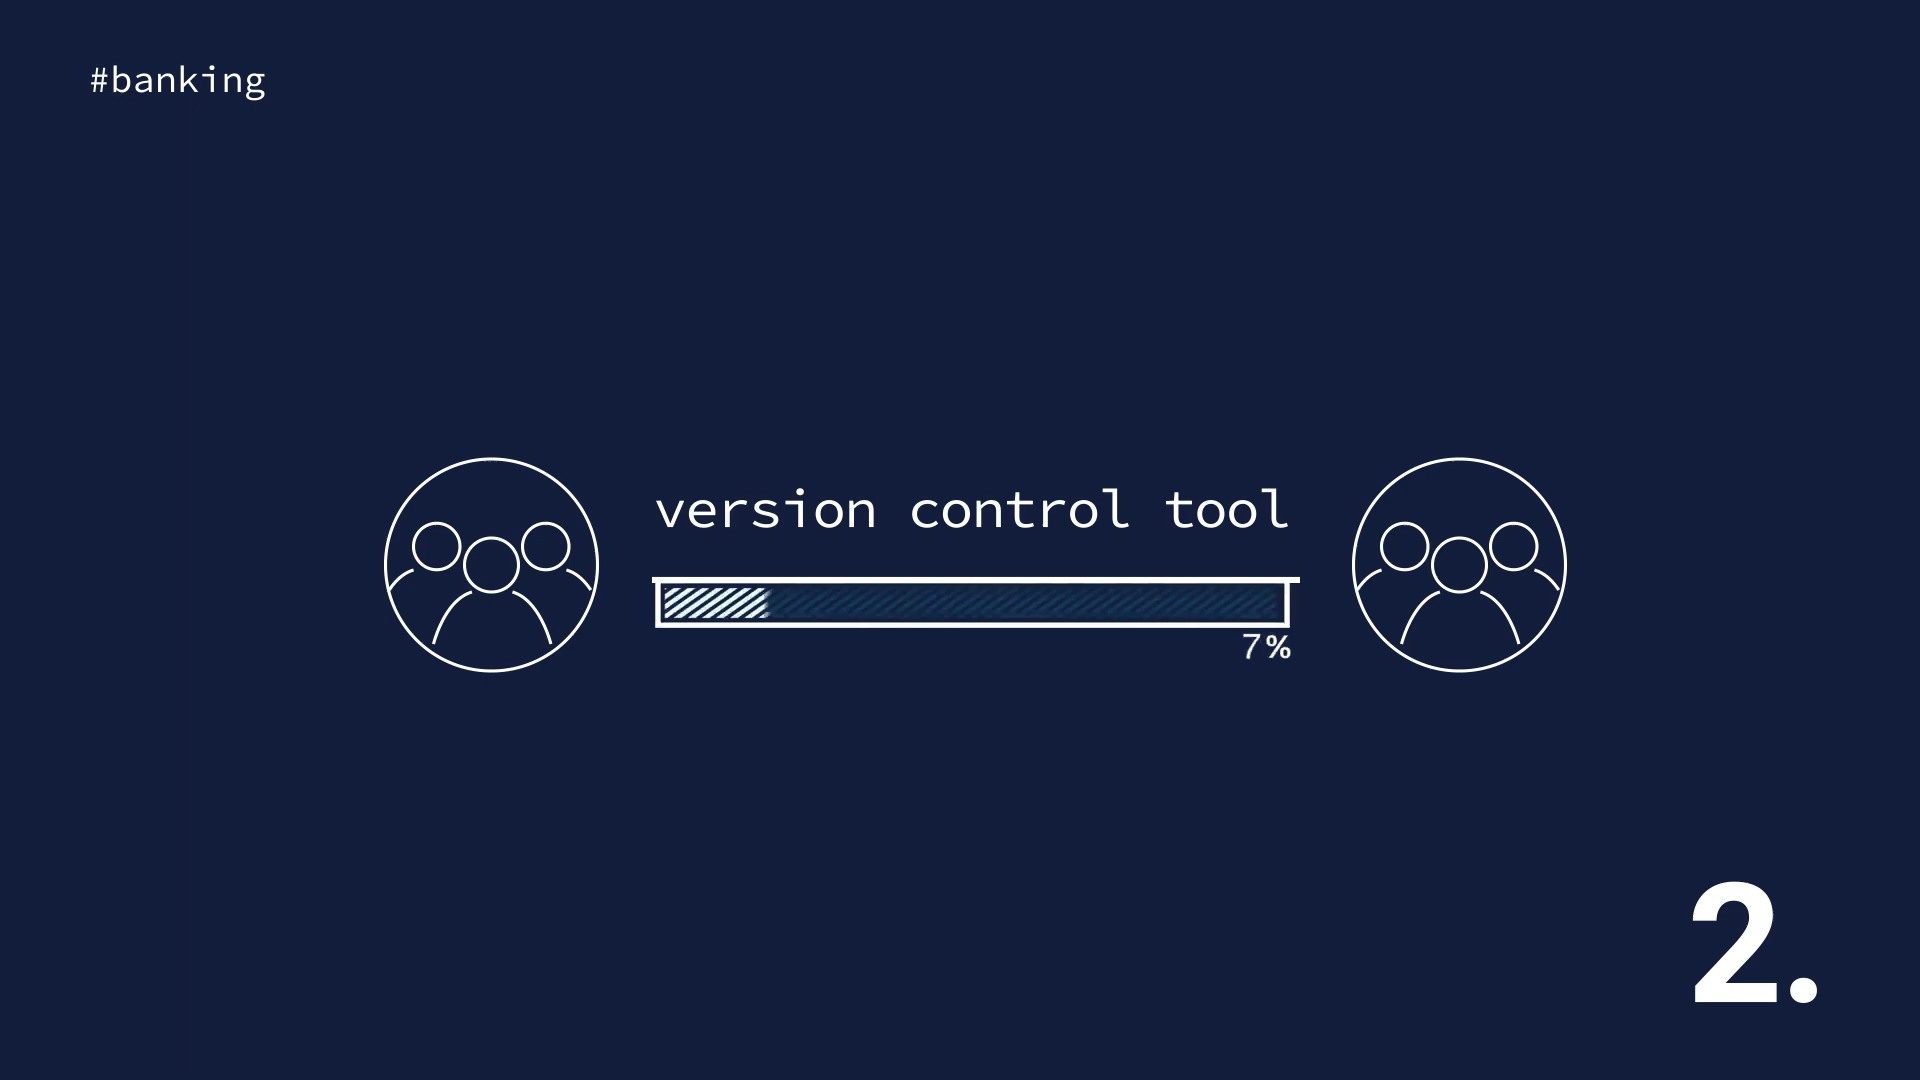 #banking
version control tool
7%
2.